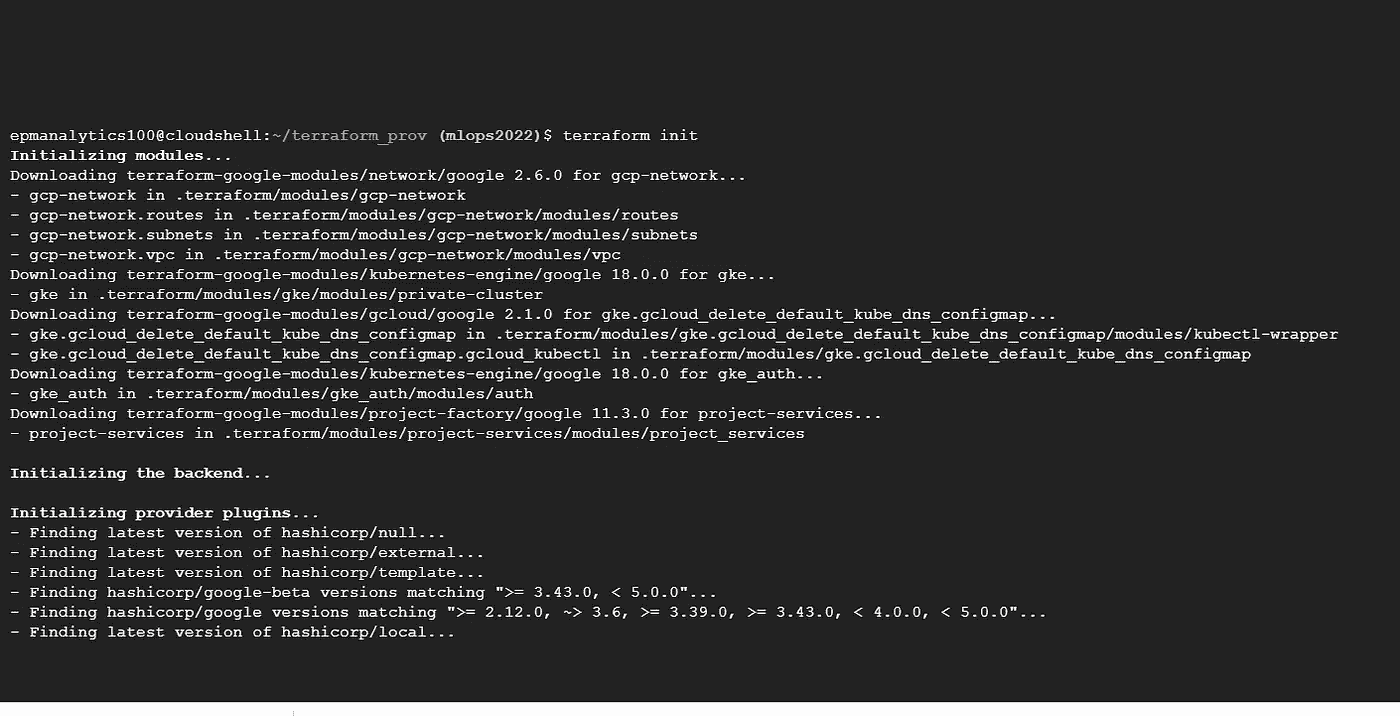 epmanalytics100@cloudshell:~/terraform_prov (mlops2022)$ terraform init
Initializing modules...
Downloading terraform-google-modules/network/google 2.6.0 for gcp-network...
- gcp-network in .terraform/modules/gcp-network
- gcp-network.routes in .terraform/modules/gcp-network/modules/routes
- gcp-network.subnets in .terraform/modules/gcp-network/modules/subnets
- gcp-network.vpc in .terraform/modules/gcp-network/modules/vpc
Downloading terraform-google-modules/kubernetes-engine/google 18.0.0 for gke...
- gke in .terraform/modules/gke/modules/private-cluster
Downloading terraform-google-modules/gcloud/google 2.1.0 for gke.gcloud_delete_default_kube_dns_configmap...
- gke.gcloud_delete_default_kube_dns_configmap in .terraform/modules/gke.gcloud_delete_default_kube_dns_configmap/modules/kubectl-wrapper
- gke.gcloud_delete_default_kube_dns_configmap.gcloud_kubectl in .terraform/modules/gke.gcloud_delete_default_kube_dns_configmap
Downloading terraform-google-modules/kubernetes-engine/google 18.0.0 for gke_auth...
- gke_auth in .terraform/modules/gke_auth/modules/auth
Downloading terraform-google-modules/project-factory/google 11.3.0 for project-services...
- project-services in .terraform/modules/project-services/modules/project_services
Initializing the backend...
Initializing provider plugins...
- Finding latest version of hashicorp/null...
- Finding latest version of hashicorp/external...
- Finding latest version of hashicorp/template...
- Finding hashicorp/google-beta versions matching ">= 3.43.0, < 5.0.0"...
- Finding hashicorp/google versions matching ">= 2.12.0, ~> 3.6, >= 3.39.0, >= 3.43.0, < 4.0.0, < 5.0.0"...
- Finding latest version of hashicorp/local...